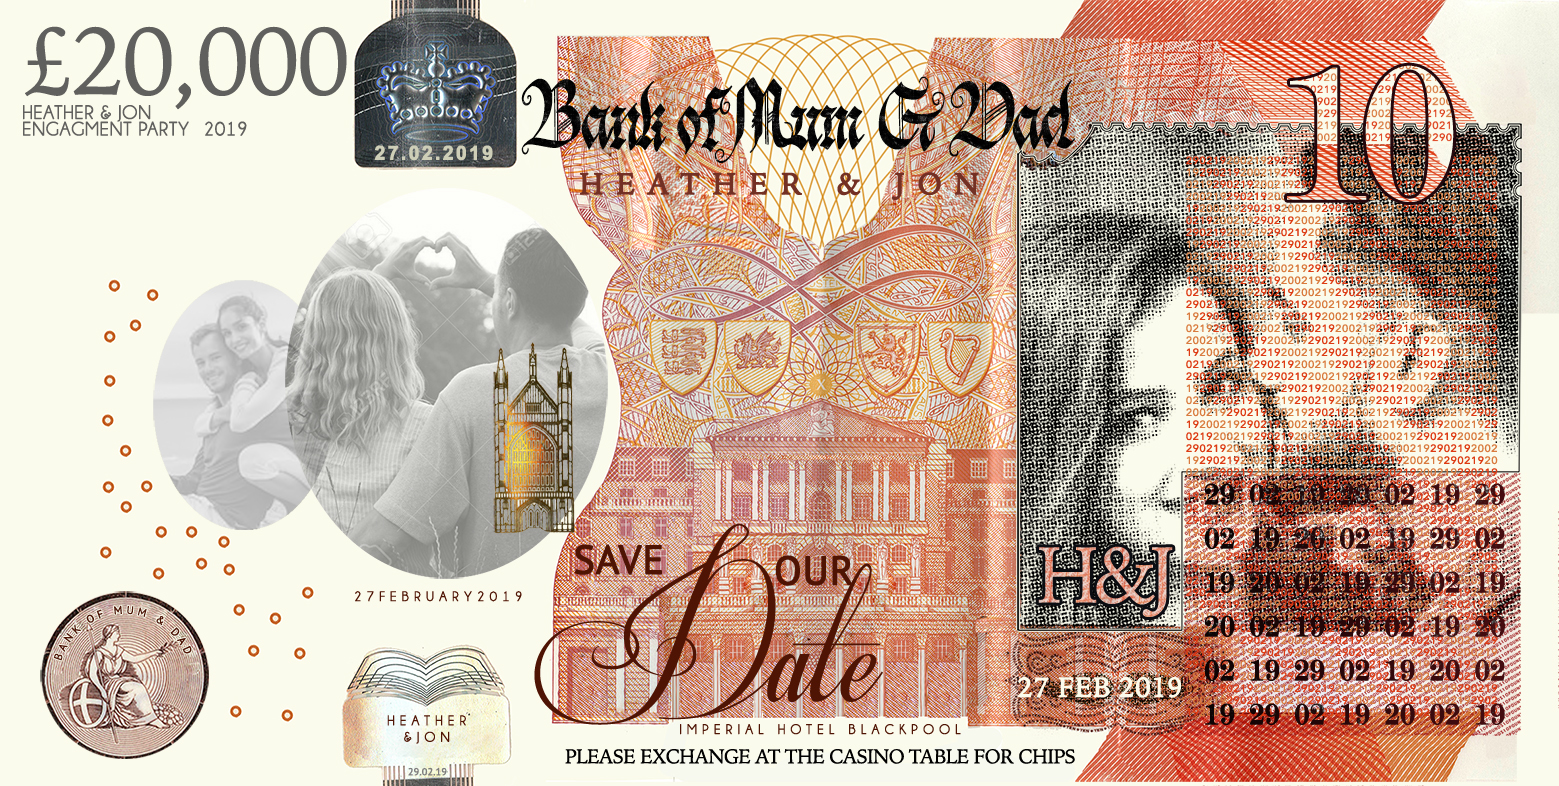 £20,000
HEATHER & JON
ENGAGMENT PARTY 2019
27.02.2019
Bank of Mum & Dad
HEATHER & JON
10
X
H&J
27 FEB 2019
29 02 19 29 02 19 29
02 19 20 02 19 29 02
19 20 02 19 29 02 19
20 02 19 29 02 19 20
02 19 29 02 19 20 02
19 29 02 19 20 02 19
SAVE OUR
Date
27FEBRUARY2019
BANK OF MUM & DAD
HEATHER
&JON
29.02.19
IMPERIAL HOTEL BLACKPOOL
PLEASE EXCHANGE AT THE CASINO TABLE FOR CHIPS